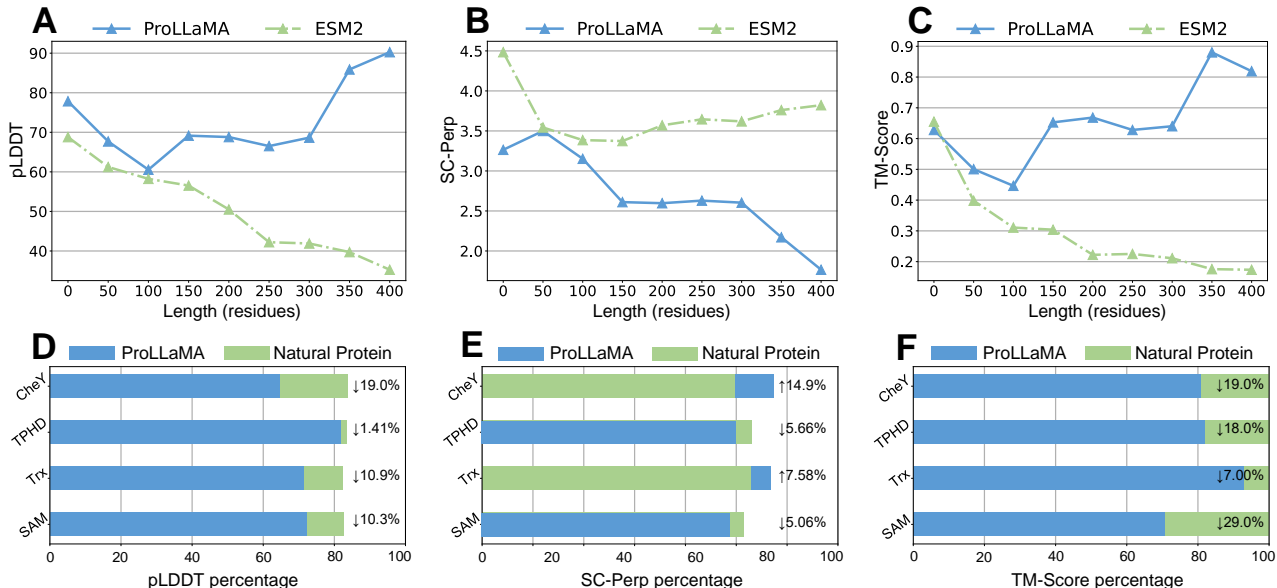 A
ProLLaMA ESM2
90
80
70
60
50
40
pLDDT
0 50 100 150 200 250 300 350 400
Length (residues)
B
ProLLaMA ESM2
4.5
4.0
3.5
3.0
2.5
2.0
SC-Perp
0 50 100 150 200 250 300 350 400
Length (residues)
C
ProLLaMA ESM2
0.9
0.8
0.7
0.6
0.5
0.4
0.3
0.2
TM-Score
0 50 100 150 200 250 300 350 400
Length (residues)
D
ProLLaMA Natural Protein
CheY ↓19.0%
TPHD ↓1.41%
Trx ↓10.9%
SAM ↓10.3%
0 20 40 60 80 100
pLDDT percentage
E
ProLLaMA Natural Protein
CheY ↑14.9%
TPHD ↓5.66%
Trx ↑7.58%
SAM ↓5.06%
0 20 40 60 80 100
SC-Perp percentage
F
ProLLaMA Natural Protein
CheY ↓19.0%
TPHD ↓18.0%
Trx ↓7.00%
SAM ↓29.0%
0 20 40 60 80 100
TM-Score percentage